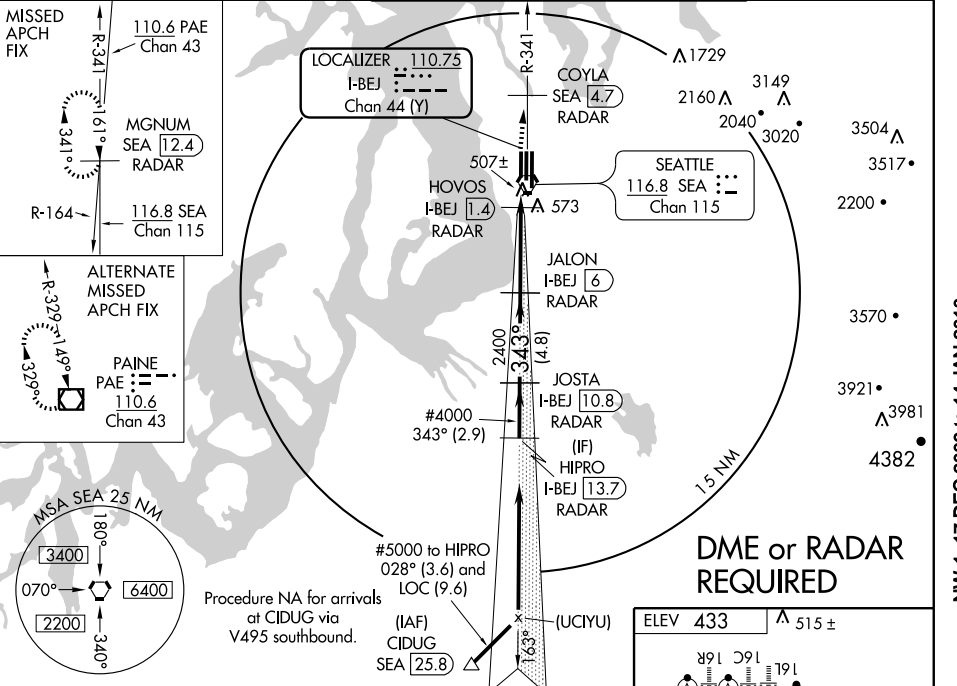 MISSED
APCH
FIX
110.6 PAE
Chan 43
R-341
161°
341°
MGNUM
SEA 12.4
RADAR
R-164
116.8 SEA
Chan 115
ALTERNATE
MISSED
APCH FIX
R-329
149°
329°
PAINE
PAE
110.6
Chan 43
LOCALIZER 110.75
I-BEJ
Chan 44 (Y)
R-341
COYLA
SEA 4.7
RADAR
1729
2160
3149
2040
3020
3504
3517
2200
507±
HOVOS
I-BEJ 1.4
RADAR
573
SEATTLE
116.8 SEA
Chan 115
JALON
I-BEJ 6
RADAR
2400
343°
(4.8)
JOSTA
I-BEJ 10.8
RADAR
#4000
343° (2.9)
(IF)
HIPRO
I-BEJ 13.7
RADAR
3570
3921
3981
4382
15 NM
MSA SEA 25 NM
180°
3400
070°
6400
2200
340°
#5000 to HIPRO
028° (3.6) and
LOC (9.6)
Procedure NA for arrivals
at CIDUG via
V495 southbound.
(IAF)
CIDUG
SEA 25.8
(UCIYU)
163°
DME or RADAR
REQUIRED
ELEV 433
515 ±
16R
16C
16L